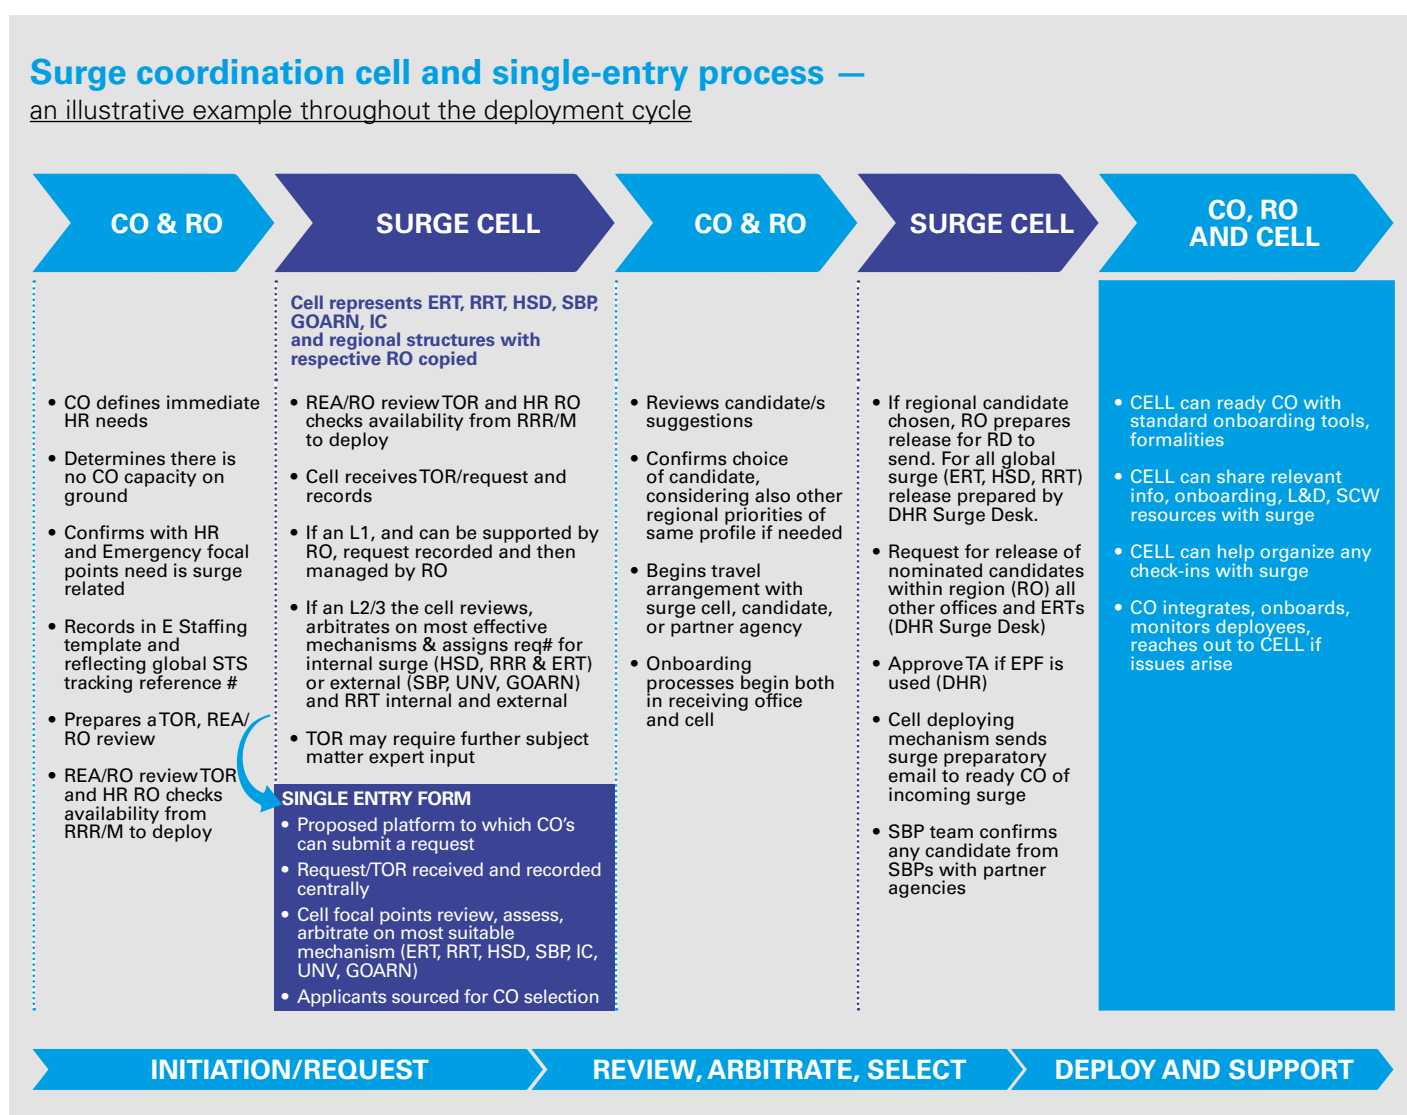 Surge coordination cell and single-entry process —
an illustrative example throughout the deployment cycle
CO & RO
SURGE CELL
CO & RO
SURGE CELL
CO, RO
AND CELL
• CO defines immediate
HR needs
• Determines there is
no CO capacity on
ground
• Confirms with HR
and Emergency focal
points need is surge
related
• Records in E Staffing
template and
reflecting global STS
tracking reference #
• Prepares a TOR, REA/
RO review
• REA/RO review TOR
and HR RO checks
availability from
RRR/M to deploy
Cell represents ERT, RRT, HSD, SBP,
GOARN, IC
and regional structures with
respective RO copied
• REA/RO review TOR and HR RO
checks availability from RRR/M
to deploy
• Cell receives TOR/request and
records
• If an L1, and can be supported by
RO, request recorded and then
managed by RO
• If an L2/3 the cell reviews,
arbitrates on most effective
mechanisms & assigns req# for
internal surge (HSD, RRR & ERT)
or external (SBP, UNV, GOARN)
and RRT internal and external
• TOR may require further subject
matter expert input
SINGLE ENTRY FORM
• Proposed platform to which CO’s
can submit a request
• Request/TOR received and recorded
centrally
• Cell focal points review, assess,
arbitrate on most suitable
mechanism (ERT, RRT, HSD, SBP, IC,
UNV, GOARN)
• Applicants sourced for CO selection
• Reviews candidate/s
suggestions
• Confirms choice
of candidate,
considering also other
regional priorities of
same profile if needed
• Begins travel
arrangement with
surge cell, candidate,
or partner agency
• Onboarding
processes begin both
in receiving office
and cell
• If regional candidate
chosen, RO prepares
release for RD to
send. For all global
surge (ERT, HSD, RRT)
release prepared by
DHR Surge Desk.
• Request for release of
nominated candidates
within region (RO) all
other offices and ERTs
(DHR Surge Desk)
• Approve TA if EPF is
used (DHR)
• Cell deploying
mechanism sends
surge preparatory
email to ready CO of
incoming surge
• SBP team confirms
any candidate from
SBPs with partner
agencies
• CELL can ready CO with
standard onboarding tools,
formalities
• CELL can share relevant
info, onboarding, L&D, SCW
resources with surge
• CELL can help organize any
check-ins with surge
• CO integrates, onboards,
monitors deployees,
reaches out to CELL if
issues arise
INITIATION/REQUEST
REVIEW, ARBITRATE, SELECT
DEPLOY AND SUPPORT